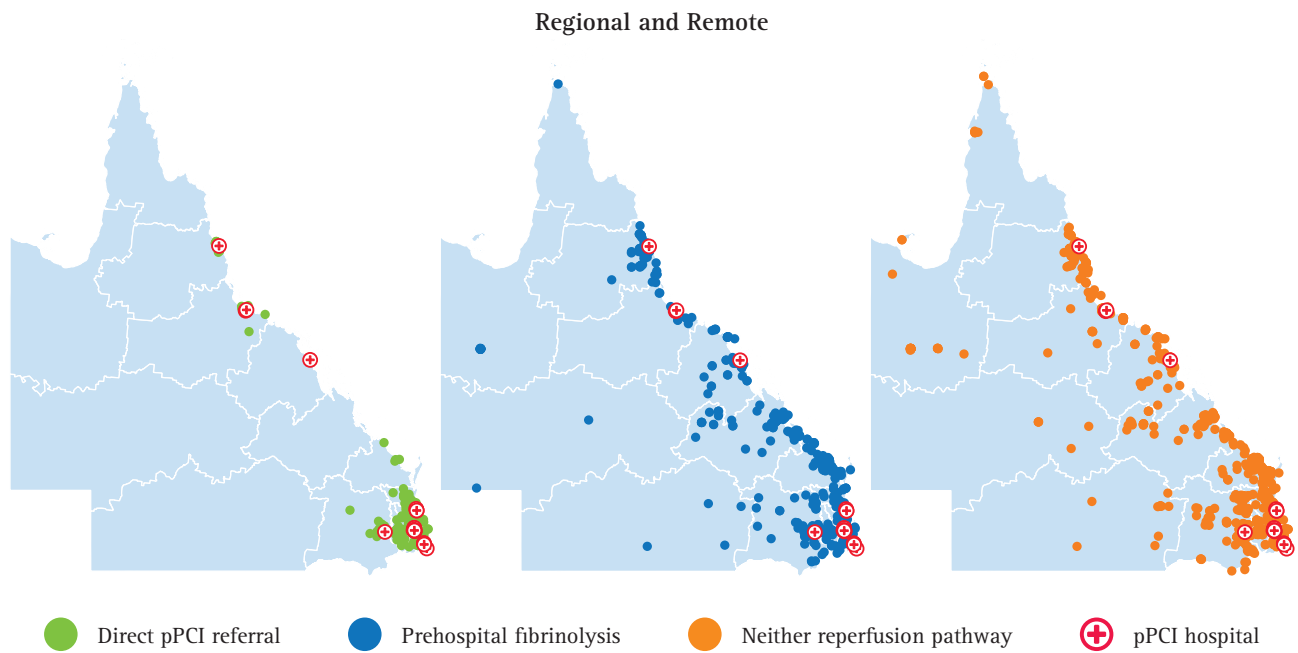 Regional and Remote
Direct pPCI referral
Prehospital fibrinolysis
Neither reperfusion pathway
pPCI hospital